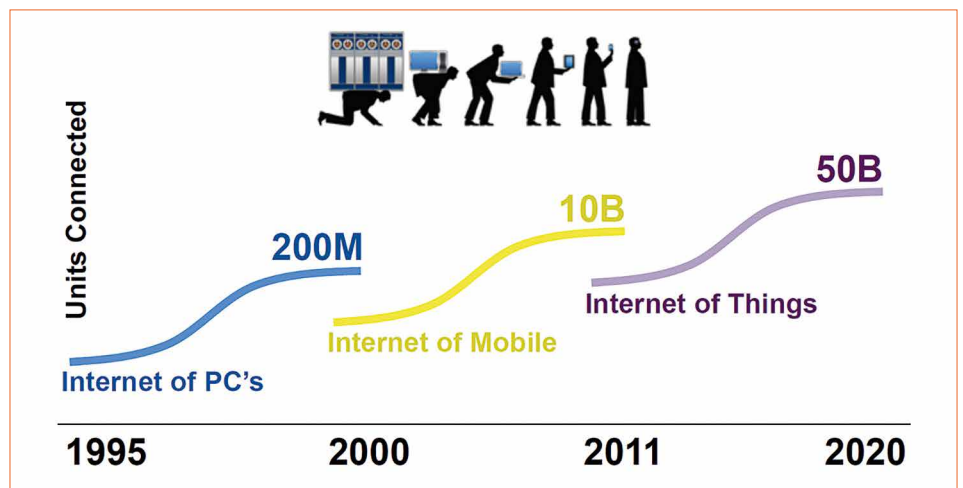 Units Connected
50B
10B
200M
Internet of Things
Internet of Mobile
Internet of PC’s
1995 2000 2011 2020